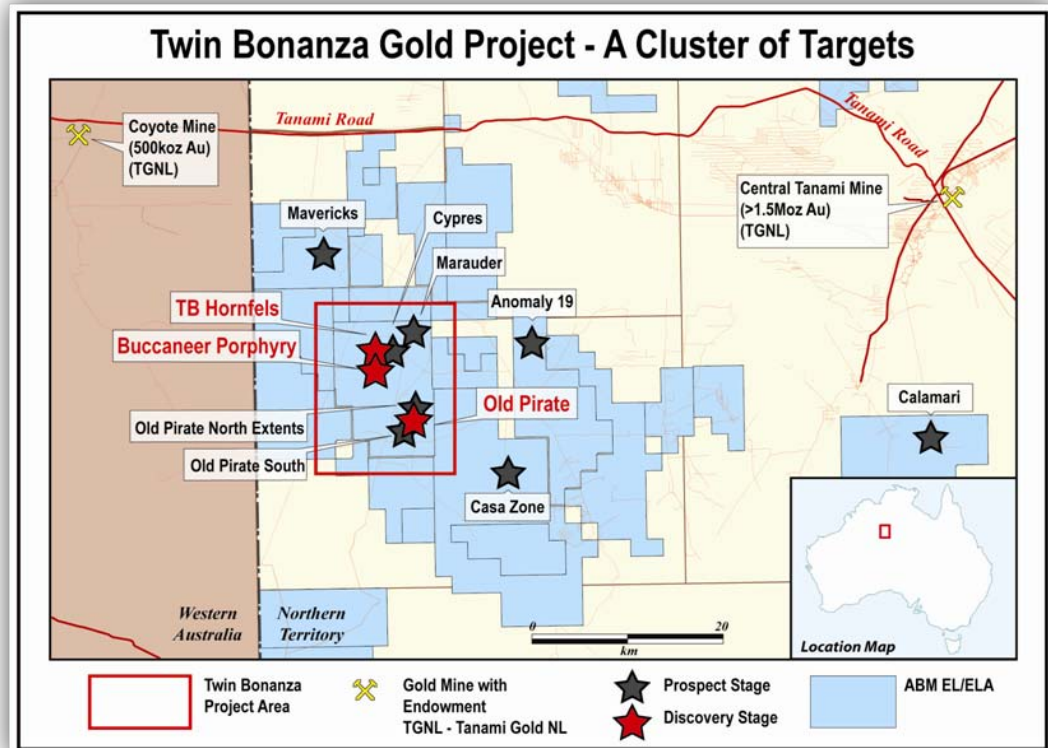 Twin Bonanza Gold Project - A Cluster of Targets
Tanami Road
Tanami Road
Coyote Mine
(500koz Au)
(TGNL)
Central Tanami Mine
(>1.5Moz Au)
(TGNL)
Mavericks
Cypres
Marauder
TB Hornfels
Anomaly 19
Buccaneer Porphyry
Old Pirate
Calamari
Old Pirate North Extents
Old Pirate South
Casa Zone
Western
Australia
Northern
Territory
0
20
km
Location Map
Twin Bonanza
Project Area
Gold Mine with
Endowment
TGNL - Tanami Gold NL
Prospect Stage
Discovery Stage
ABM EL/ELA